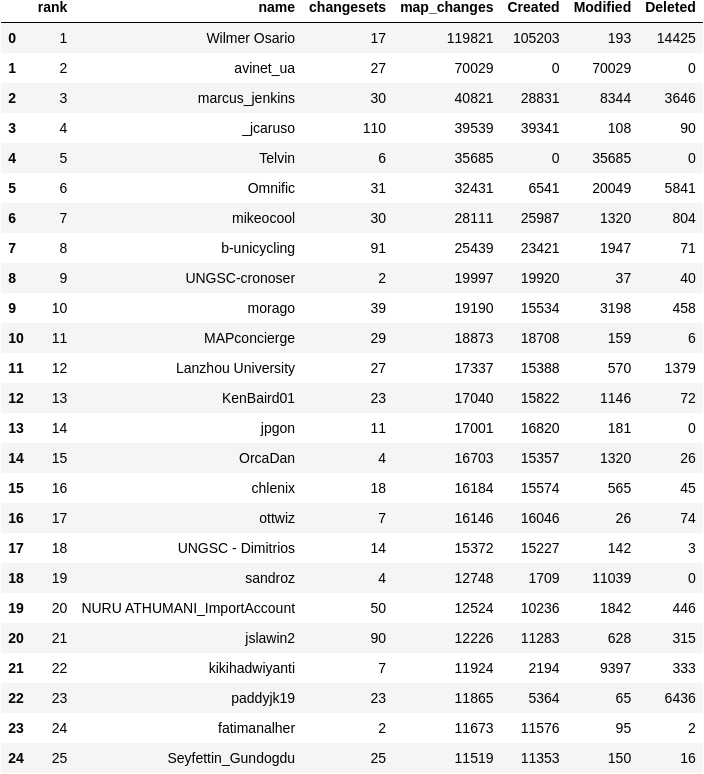 rank name changesets map_changes Created Modified Deleted
0 1 Wilmer Osario 17 119821 105203 193 14425
1 2 avinet_ua 27 70029 0 70029 0
2 3 marcus_jenkins 30 40821 28831 8344 3646
3 4 _jcaruso 110 39539 39341 108 90
4 5 Telvin 6 35685 0 35685 0
5 6 Omnific 31 32431 6541 20049 5841
6 7 mikeocool 30 28111 25987 1320 804
7 8 b-unicycling 91 25439 23421 1947 71
8 9 UNGSC-cronoser 2 19997 19920 37 40
9 10 morago 39 19190 15534 3198 458
10 11 MAPconcierge 29 18873 18708 159 6
11 12 Lanzhou University 27 17337 15388 570 1379
12 13 KenBaird01 23 17040 15822 1146 72
13 14 jpgon 11 17001 16820 181 0
14 15 OrcaDan 4 16703 15357 1320 26
15 16 chlenix 18 16184 15574 565 45
16 17 ottwiz 7 16146 16046 26 74
17 18 UNGSC - Dimitrios 14 15372 15227 142 3
18 19 sandroz 4 12748 1709 11039 0
19 20 NURU ATHUMANI_ImportAccount 50 12524 10236 1842 446
20 21 jslawin2 90 12226 11283 628 315
21 22 kikihadwiyanti 7 11924 2194 9397 333
22 23 paddyjk19 23 11865 5364 65 6436
23 24 fatimanalher 2 11673 11576 95 2
24 25 Seyfettin_Gundogdu 25 11519 11353 150 16